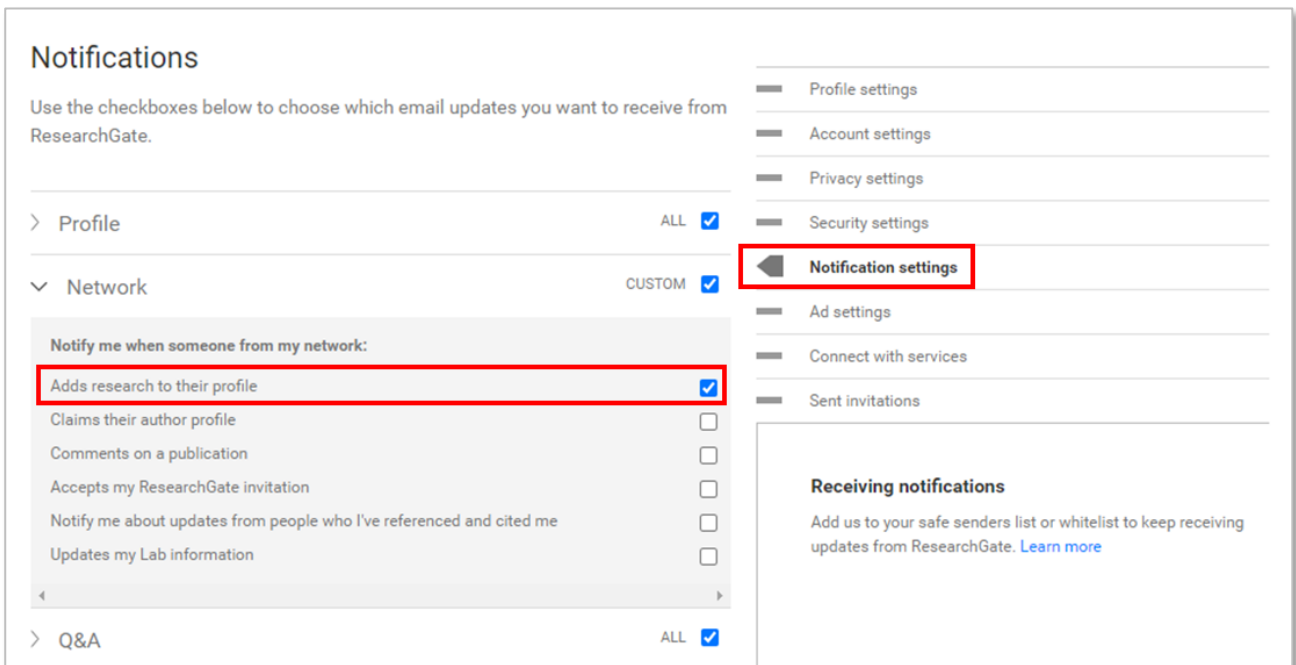 Notifications
Use the checkboxes below to choose which email updates you want to receive from
ResearchGate.
Profile
ALL
Network
CUSTOM
Notify me when someone from my network:
Adds research to their profile
Claims their author profile
Comments on a publication
Accepts my ResearchGate invitation
Notify me about updates from people who I've referenced and cited me
Updates my Lab information
Q&A
ALL
Profile settings
Account settings
Privacy settings
Security settings
Notification settings
Ad settings
Connect with services
Sent invitations
Receiving notifications
Add us to your safe senders list or whitelist to keep receiving
updates from ResearchGate. Learn more